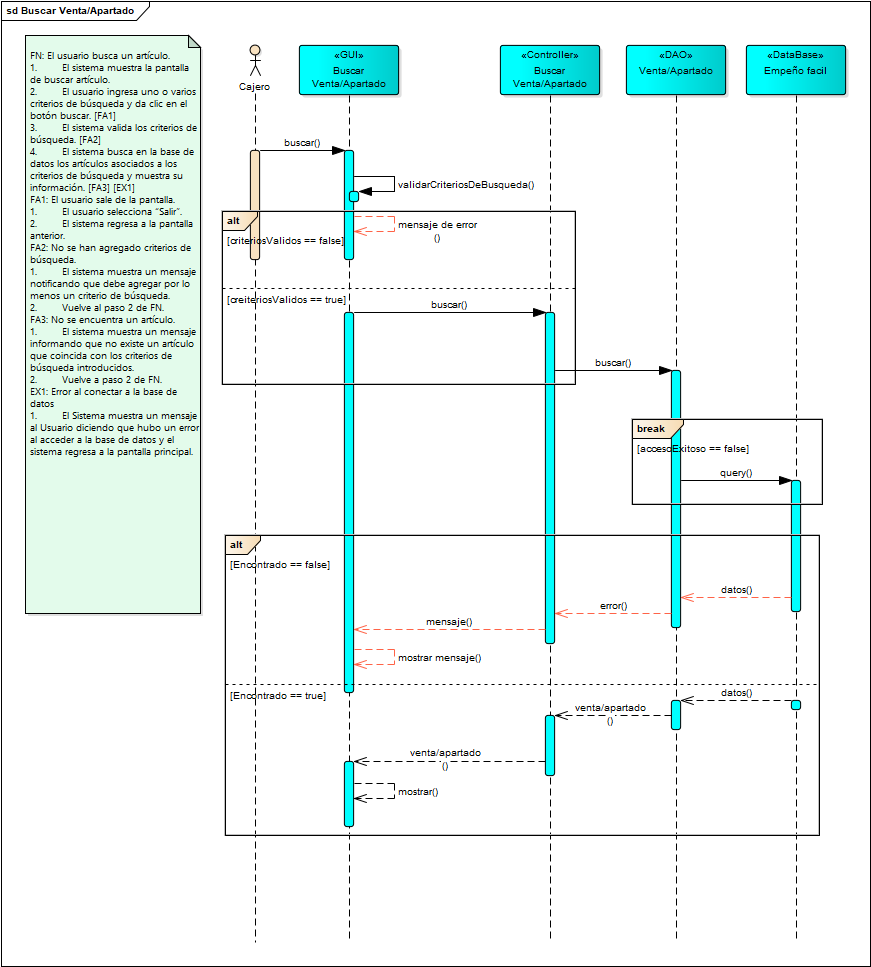 sd Buscar Venta/Apartado
FN: El usuario busca un artículo.
1. El sistema muestra la pantalla
de buscar artículo.
2. El usuario ingresa uno o varios
criterios de búsqueda y da clic en el
botón buscar. [FA1]
3. El sistema valida los criterios de
búsqueda. [FA2]
4. El sistema busca en la base de
datos los artículos asociados a los
criterios de búsqueda y muestra su
información. [FA3] [EX1]
FA1: El usuario sale de la pantalla.
1. El usuario selecciona “Salir”.
2. El sistema regresa a la pantalla
anterior.
FA2: No se han agregado criterios de
búsqueda.
1. El sistema muestra un mensaje
notificando que debe agregar por lo
menos un criterio de búsqueda.
2. Vuelve al paso 2 de FN.
FA3: No se encuentra un artículo.
1. El sistema muestra un mensaje
informando que no existe un artículo
que coincida con los criterios de
búsqueda introducidos.
2. Vuelve a paso 2 de FN.
EX1: Error al conectar a la base de
datos
1. El Sistema muestra un mensaje
al Usuario diciendo que hubo un error
al acceder a la base de datos y el
sistema regresa a la pantalla principal.
Cajero
«GUI»
Buscar
Venta/Apartado
«Controller»
Buscar
Venta/Apartado
«DAO»
Venta/Apartado
«DataBase»
Empeño facil
buscar()
validarCriteriosDeBusqueda()
alt
mensaje de error
()
[criteriosValidos == false]
[creiteriosValidos == true]
buscar()
buscar()
break
[accesoExitoso == false]
query()
alt
[Encontrado == false]
datos()
error()
mensaje()
mostrar mensaje()
[Encontrado == true]
datos()
venta/apartado
()
venta/apartado
()
mostrar()